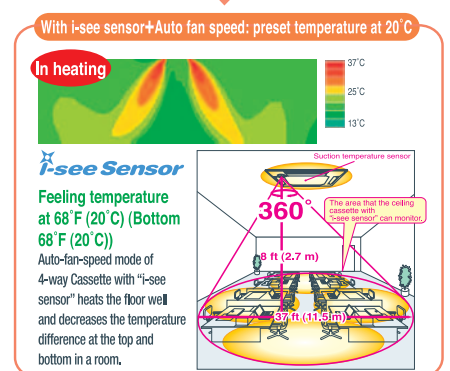 With i-see sensor+Auto fan speed: preset temperature at 20˚C
In heating
37˚C
25˚C
13˚C
i-see Sensor
Feeling temperature
at 68˚F (20˚C) (Bottom
68˚F (20˚C))
Auto-fan-speed mode of
4-way Cassette with “i-see
sensor” heats the floor well
and decreases the temperature
difference at the top and
bottom in a room.
Suction temperature sensor
360˚
The area that the ceiling
cassette with
“i-see sensor” can monitor.
8 ft (2.7 m)
37 ft (11.5 m)